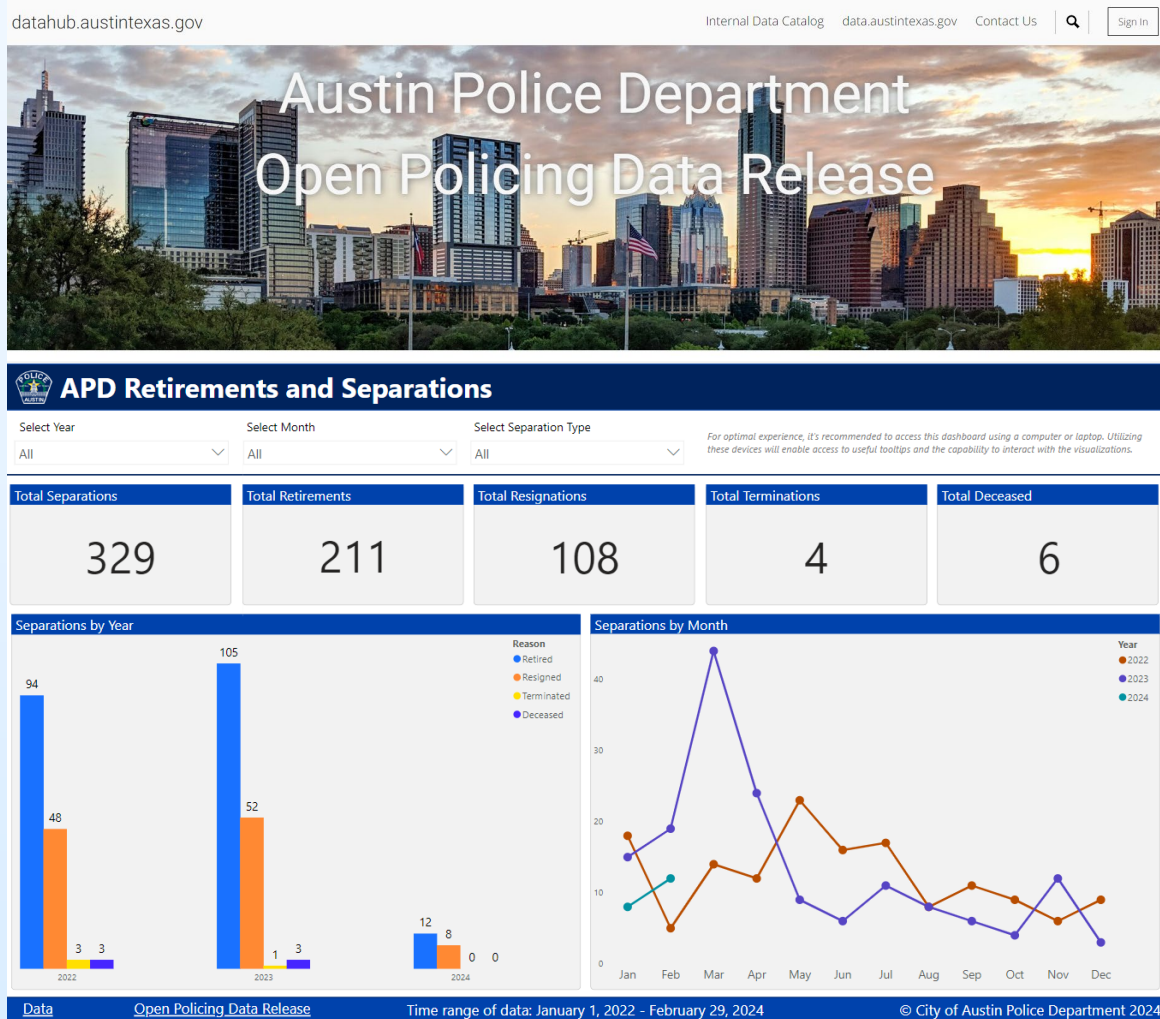 datahub.austintexas.gov
Internal Data Catalog data.austintexas.gov Contact Us Sign In
Austin Police Department
Open Policing Data Release
POLICE
AUSTIN
APD Retirements and Separations
Select Year
All
Select Month
All
Select Separation Type
All
For optimal experience, it's recommended to access this dashboard using a computer or laptop. Utilizing
these devices will enable access to useful tooltips and the capability to interact with the visualizations.
Total Separations
329
Total Retirements
211
Total Resignations
108
Total Terminations
4
Total Deceased
6
Separations by Year
Reason
Retired
Resigned
Terminated
Deceased
94
48
3
3
2022
105
52
1
3
2023
12
8
0
0
2024
Separations by Month
Year
2022
2023
2024
40
30
20
10
0
Jan Feb Mar Apr May Jun Jul Aug Sep Oct Nov Dec
Data Open Policing Data Release Time range of data: January 1, 2022 - February 29, 2024 © City of Austin Police Department 2024